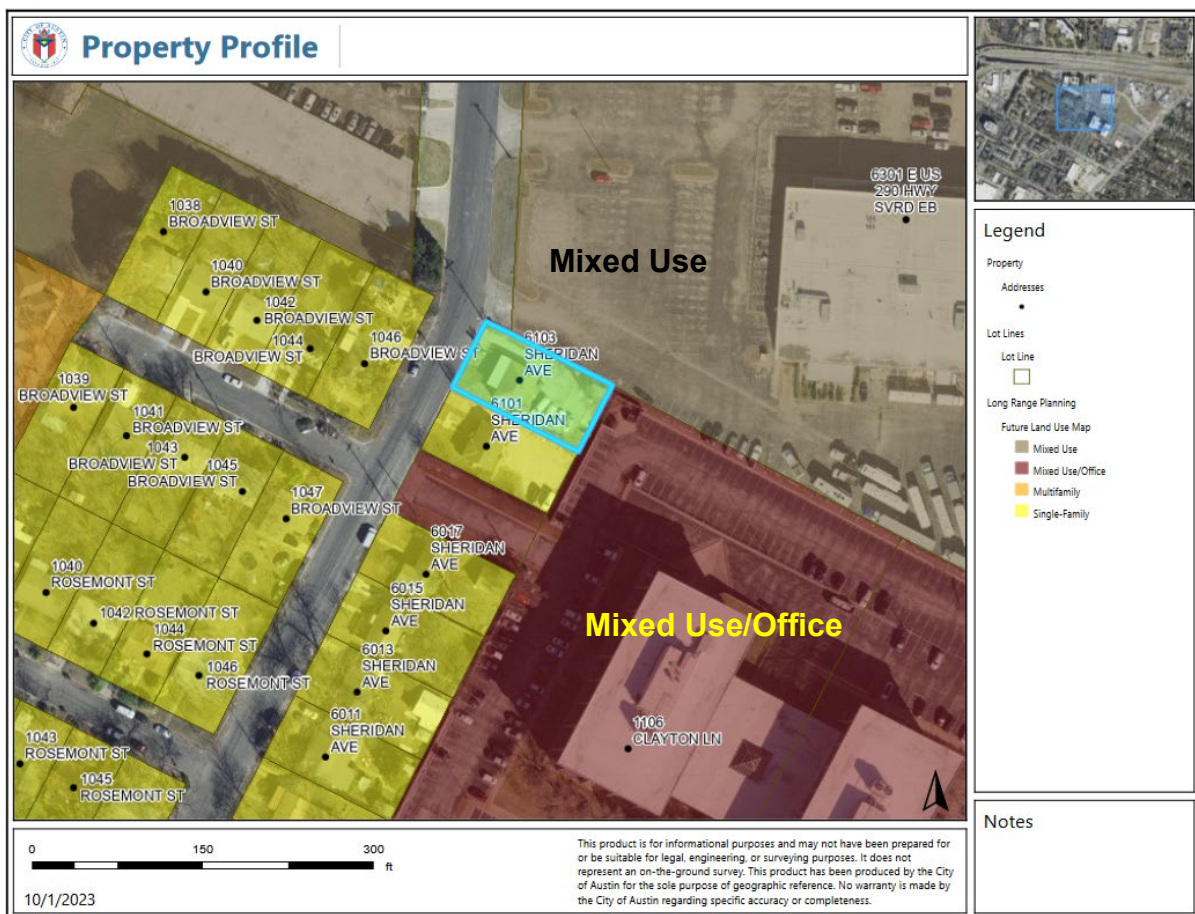 Property Profile
6301 E US
290 HWY
SVRD EB
1038
BROADVIEW ST
Mixed Use
1040
BROADVIEW ST
1042
BROADVIEW ST
1044
BROADVIEW ST
1046
BROADVIEW ST
6103
SHERIDAN
AVE
1039
BROADVIEW ST
6101
SHERIDAN
AVE
1041
BROADVIEW ST
1043
BROADVIEW ST
1045
BROADVIEW ST
1047
BROADVIEW ST
6017
SHERIDAN
AVE
1040
ROSEMONT ST
6015
SHERIDAN
AVE
1042 ROSEMONT ST
1044
ROSEMONT ST
Mixed Use/Office
6013
SHERIDAN
AVE
1046
ROSEMONT ST
6011
SHERIDAN
AVE
1106
CLAYTON LN
1043
ROSEMONT ST
1045
ROSEMONT ST
Legend
Property
Addresses
Lot Lines
Lot Line
Long Range Planning
Future Land Use Map
Mixed Use
Mixed Use/Office
Multifamily
Single-Family
Notes
0 150 300
ft
10/1/2023
This product is for informational purposes and may not have been prepared for
or be suitable for legal, engineering, or surveying purposes. It does not
represent an on-the-ground survey. This product has been produced by the City
of Austin for the sole purpose of geographic reference. No warranty is made by
the City of Austin regarding specific accuracy or completeness.